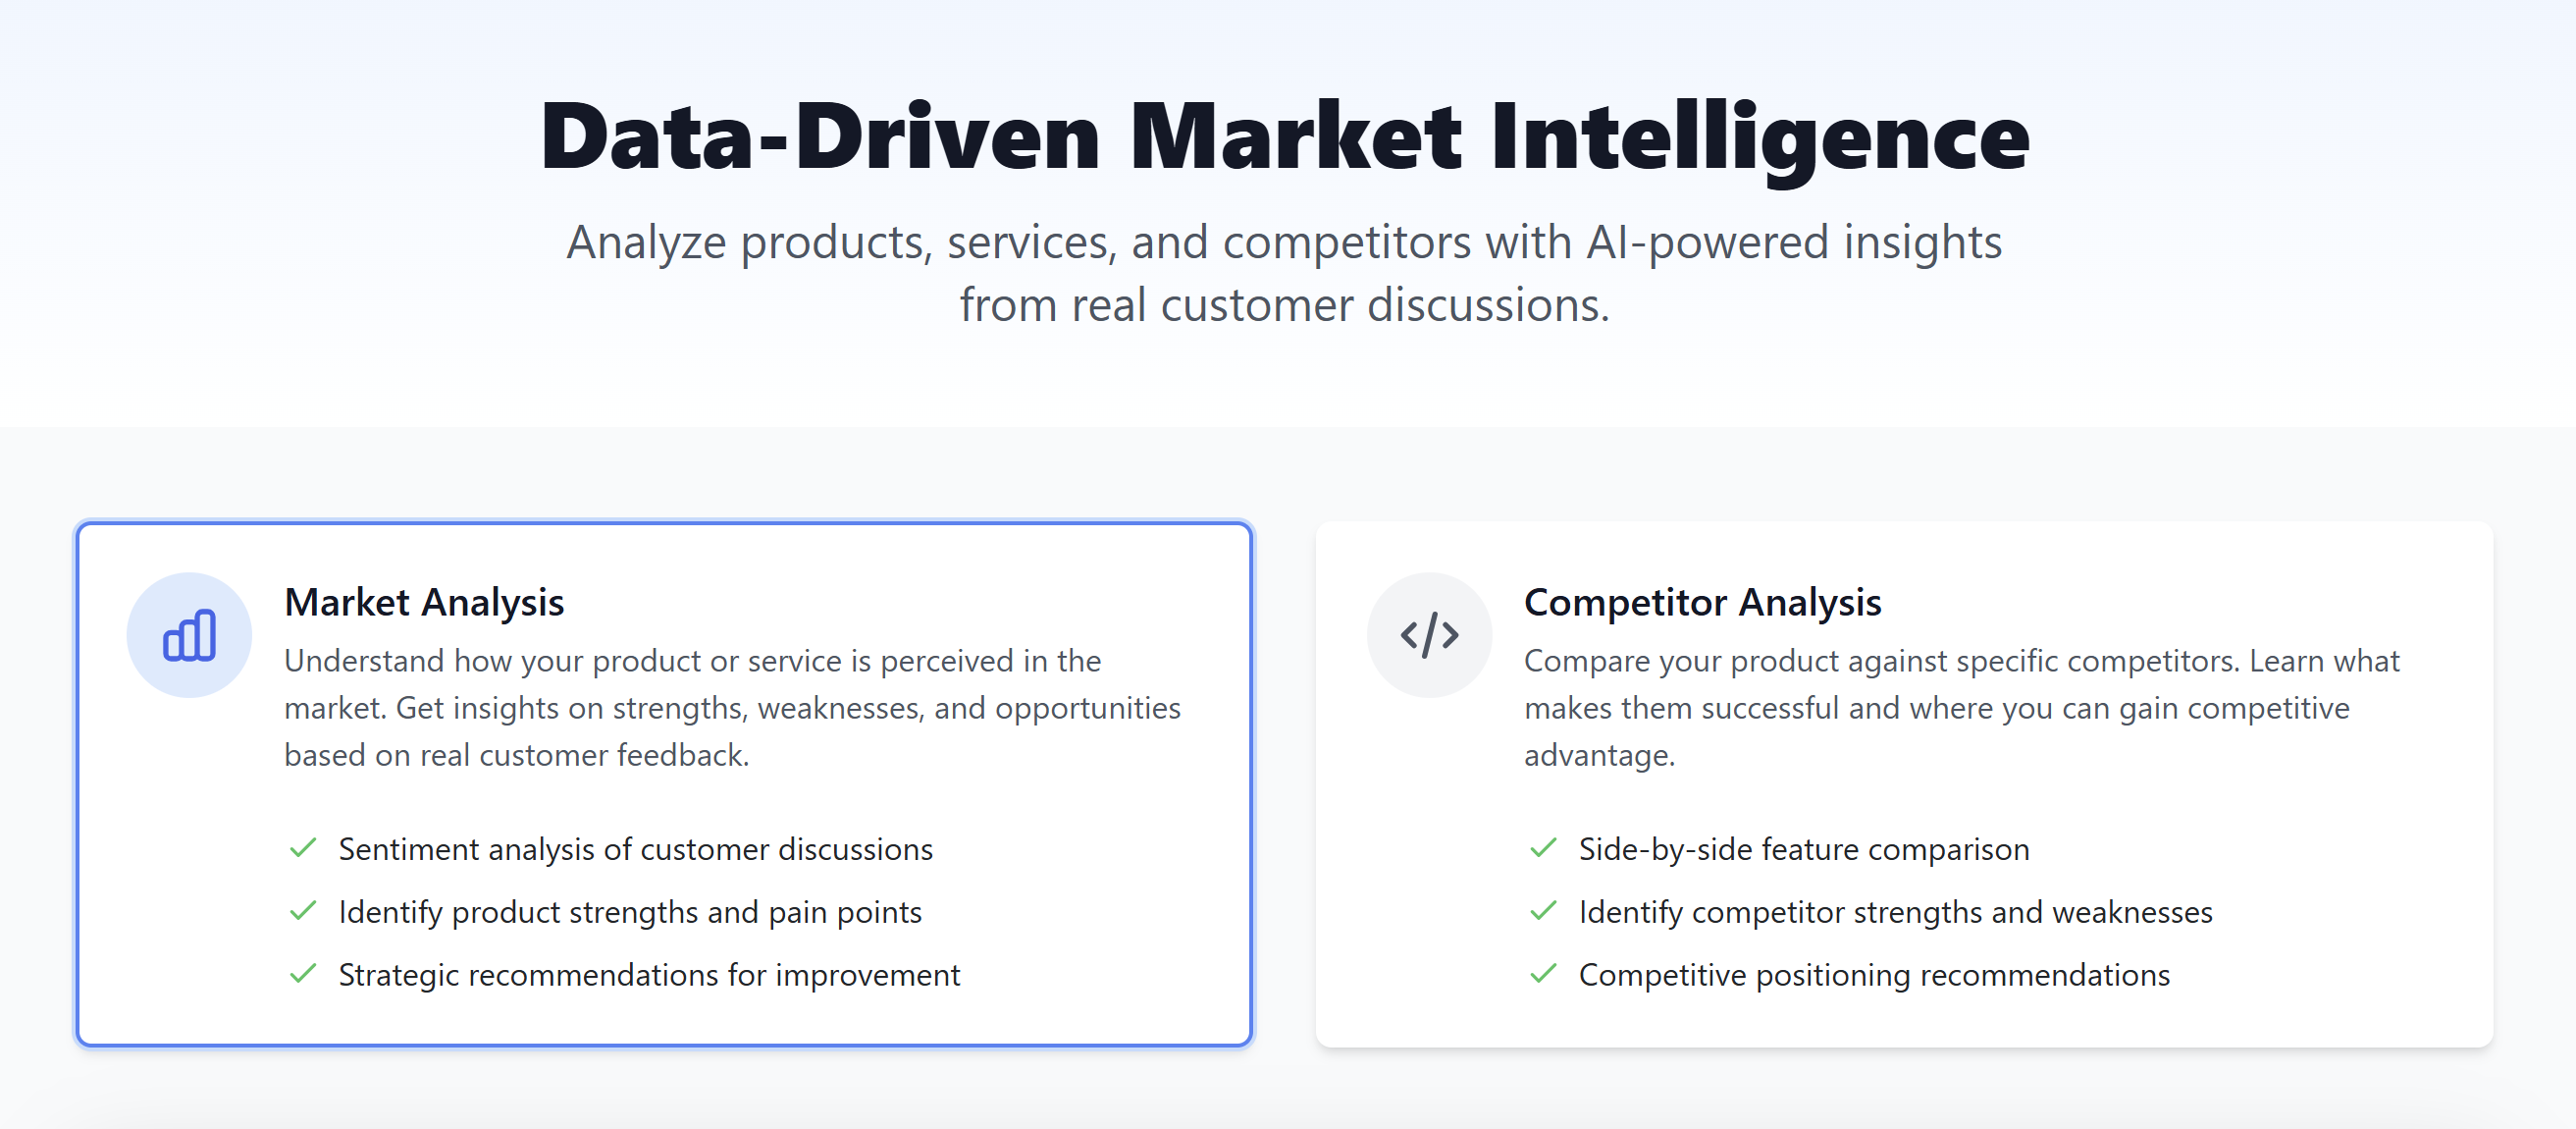 Data-Driven Market Intelligence
Analyze products, services, and competitors with AI-powered insights
from real customer discussions.
Market Analysis
Understand how your product or service is perceived in the
market. Get insights on strengths, weaknesses, and opportunities
based on real customer feedback.
Sentiment analysis of customer discussions
Identify product strengths and pain points
Strategic recommendations for improvement
Competitor Analysis
Compare your product against specific competitors. Learn what
makes them successful and where you can gain competitive
advantage.
Side-by-side feature comparison
Identify competitor strengths and weaknesses
Competitive positioning recommendations